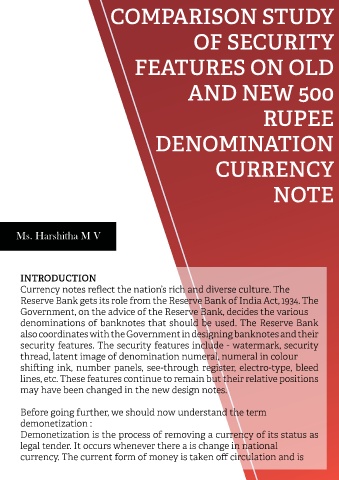 COMPARISON STUDY
OF SECURITY
FEATURES ON OLD
AND NEW 500
RUPEE
DENOMINATION
CURRENCY
NOTE
Ms. Harshitha M V
INTRODUCTION
Currency notes reflect the nation's rich and diverse culture. The
Reserve Bank gets its role from the Reserve Bank of India Act, 1934. The
Government, on the advice of the Reserve Bank, decides the various
denominations of banknotes that should be used. The Reserve Bank
also coordinates with the Government in designing banknotes and their
security features. The security features include - watermark, security
thread, latent image of denomination numeral, numeral in colour
shifting ink, number panels, see-through register, electro-type, bleed
lines, etc. These features continue to remain but their relative positions
may have been changed in the new design notes.
Before going further, we should now understand the term
demonetization :
Demonetization is the process of removing a currency of its status as
legal tender. It occurs whenever there a is change in national
currency. The current form of money is taken off circulation and is